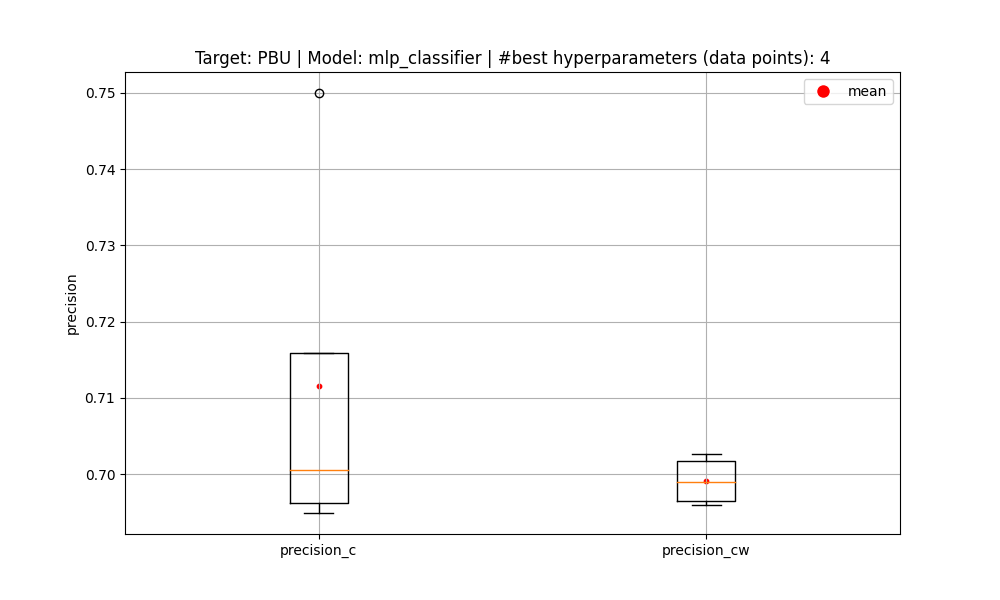 Target: PBU | Model: mlp_classifier | #best hyperparameters (data points): 4
mean
precision
0.75
0.74
0.73
0.72
0.71
0.70
precision_c
precision_cw